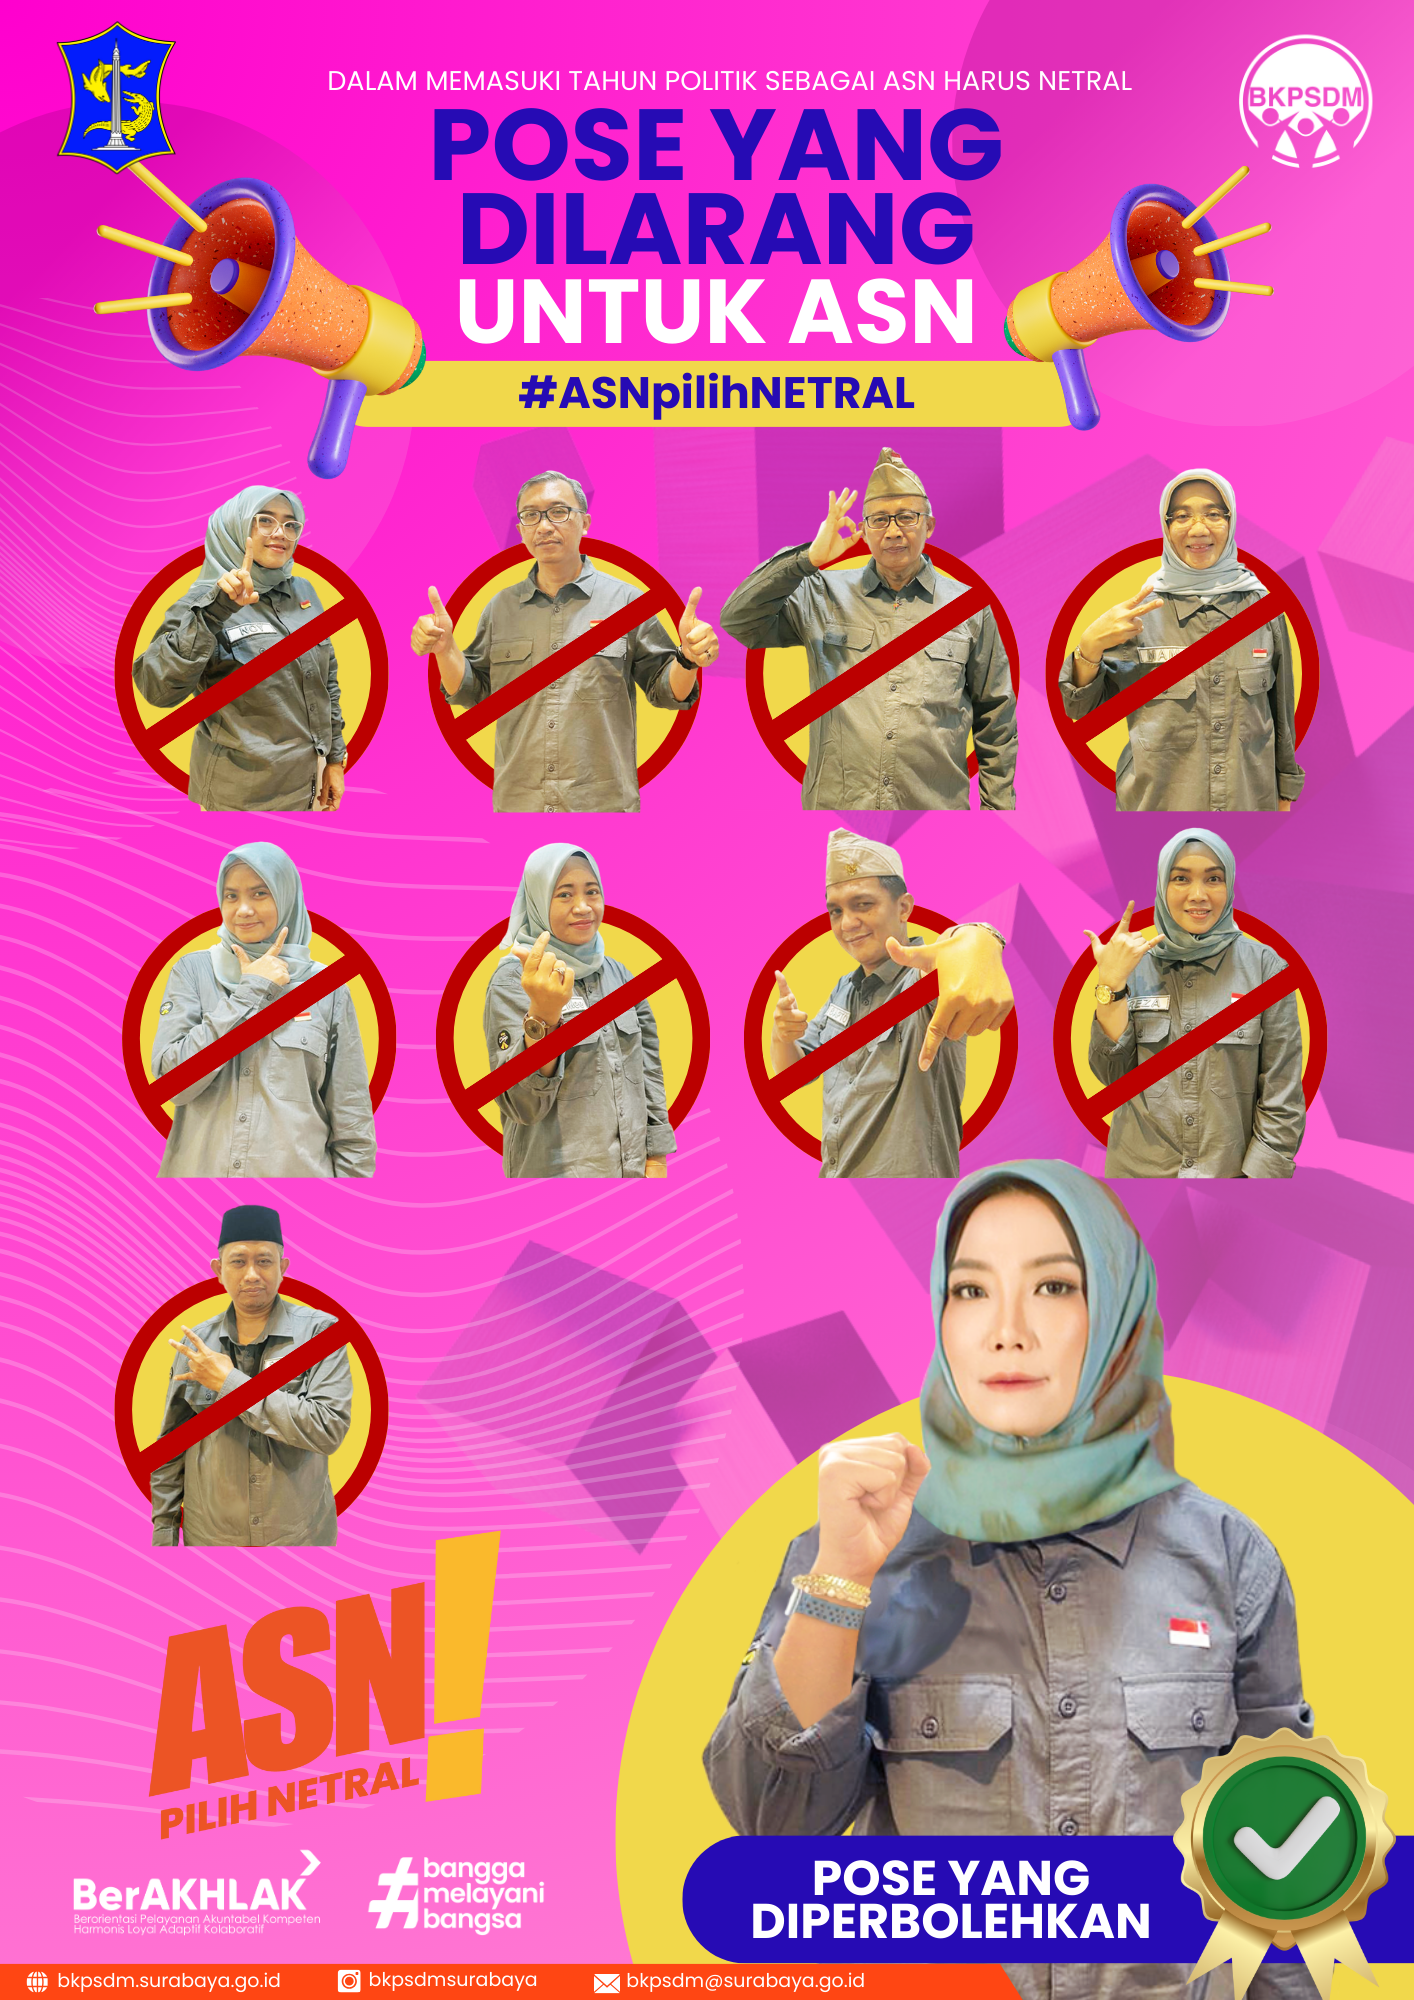 DALAM MEMASUKI TAHUN POLITIK SEBAGAI ASN HARUS NETRAL
BKPSDM
POSE YANG
DILARANG
UNTUK ASN
#ASNpilihNETRAL
NOV
REZA
ASN!
PILIH NETRAL
BerAKHLAK
Berorientasi Pelayanan Akuntabel Kompeten
Harmonis Loyal Adaptif Kolaboratif
#bangga
melayani
bangsa
POSE YANG
DIPERBOLEHKAN
bkpsdm.surabaya.go.id
bkpsdmsurabaya
bkpsdm@surabaya.go.id